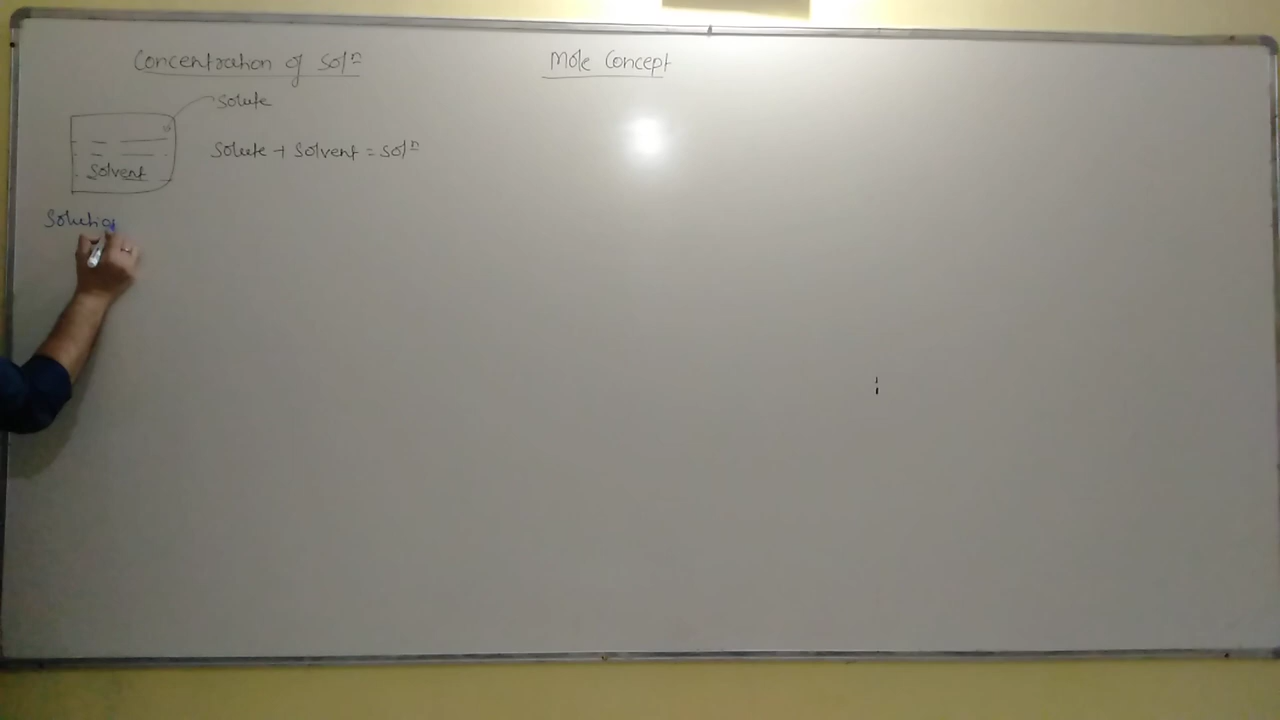 Concentration of Solⁿ
Mole Concept
Solute
Solute + Solvent = Solⁿ
Solvent
Solution